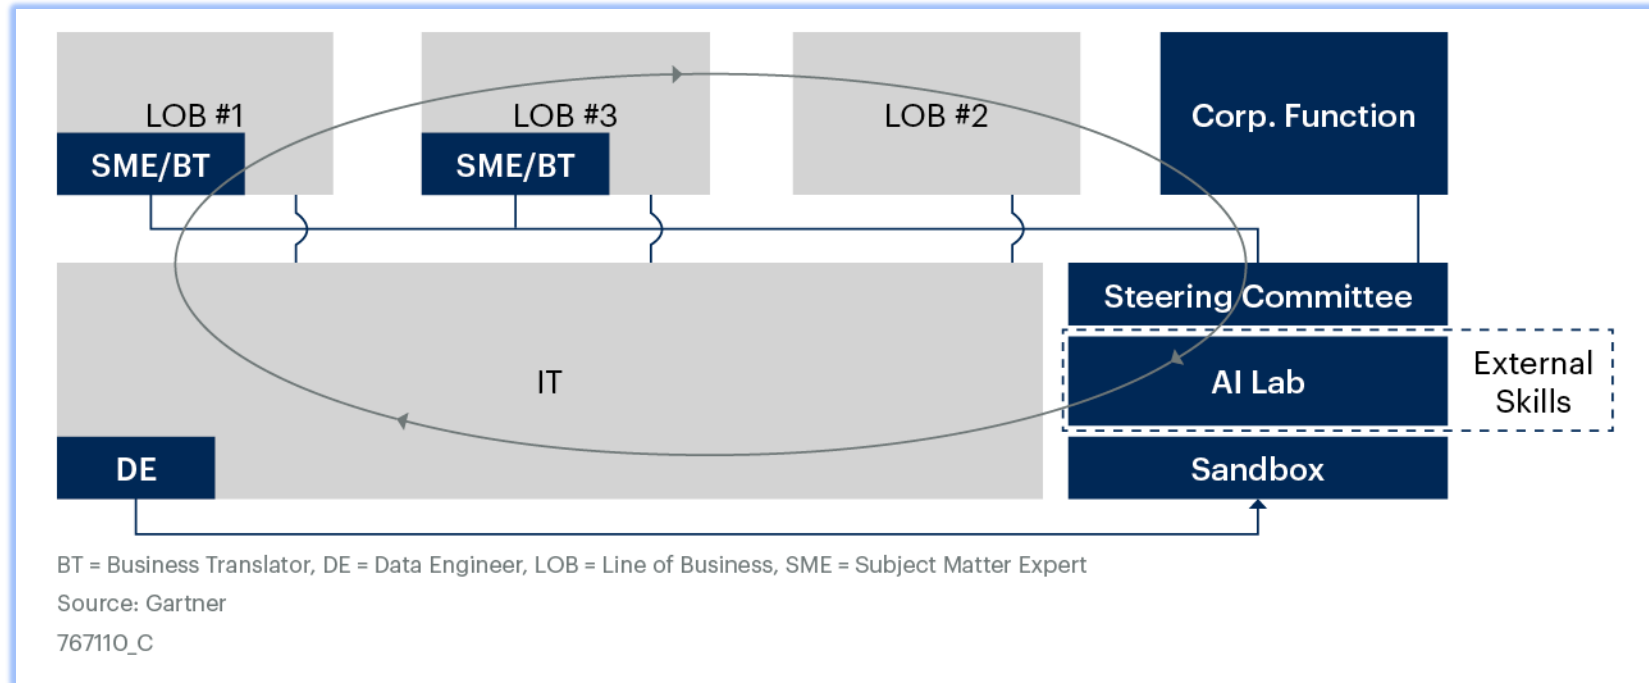 LOB #1
SME/BT
LOB #3
SME/BT
LOB #2
Corp. Function
Steering Committee
IT
AI Lab
External
Skills
DE
Sandbox
BT = Business Translator, DE = Data Engineer, LOB = Line of Business, SME = Subject Matter Expert
Source: Gartner
767110_C